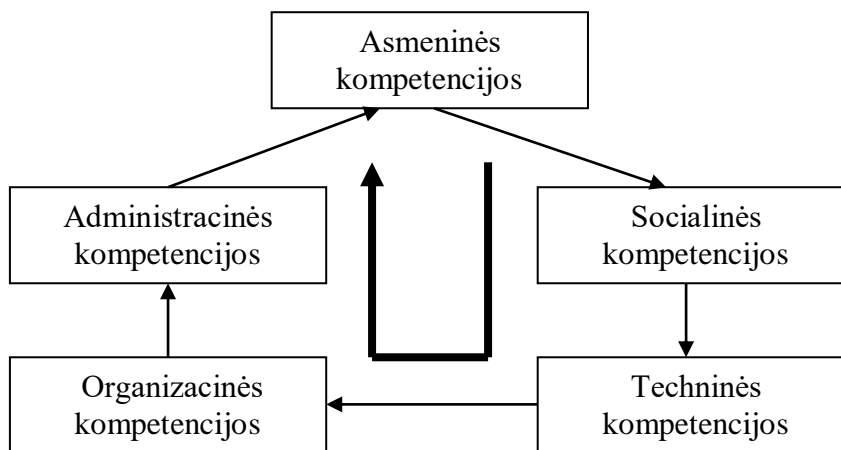 Asmeninės
kompetencijos
Administracinės
kompetencijos
Socialinės
kompetencijos
Organizacinės
kompetencijos
Techninės
kompetencijos